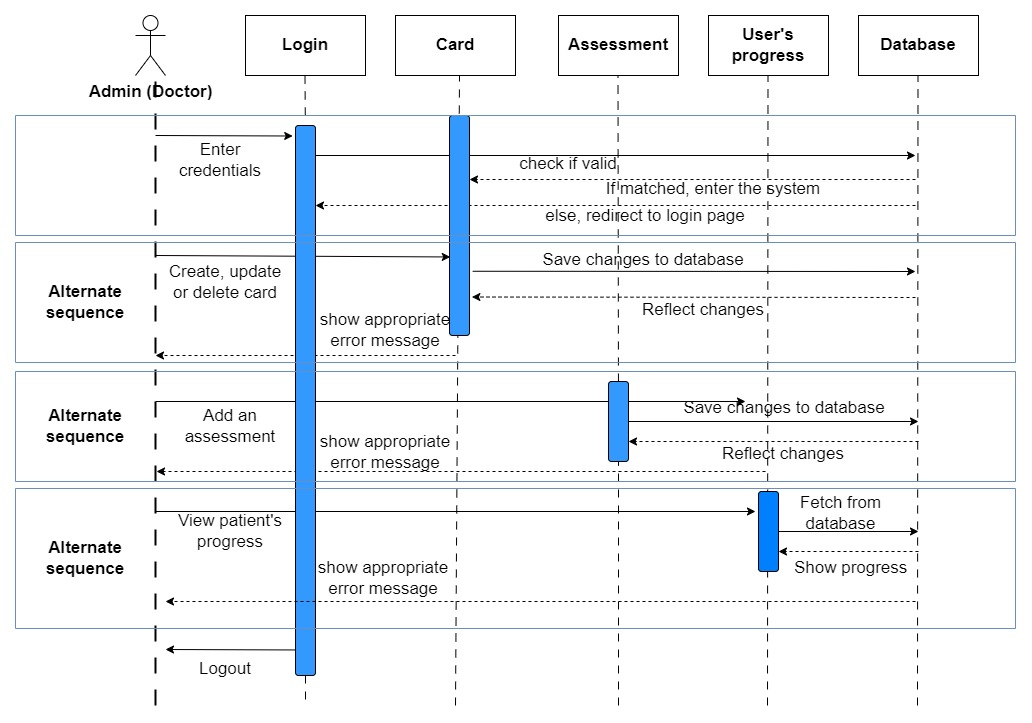 Admin (Doctor)
Login
Card
Assessment
User's
progress
Database
Enter
credentials
check if valid
If matched, enter the system
else, redirect to login page
Alternate
sequence
Create, update
or delete card
Save changes to database
Reflect changes
show appropriate
error message
Alternate
sequence
Add an
assessment
Save changes to database
Reflect changes
show appropriate
error message
Alternate
sequence
View patient's
progress
Fetch from
database
Show progress
show appropriate
error message
Logout